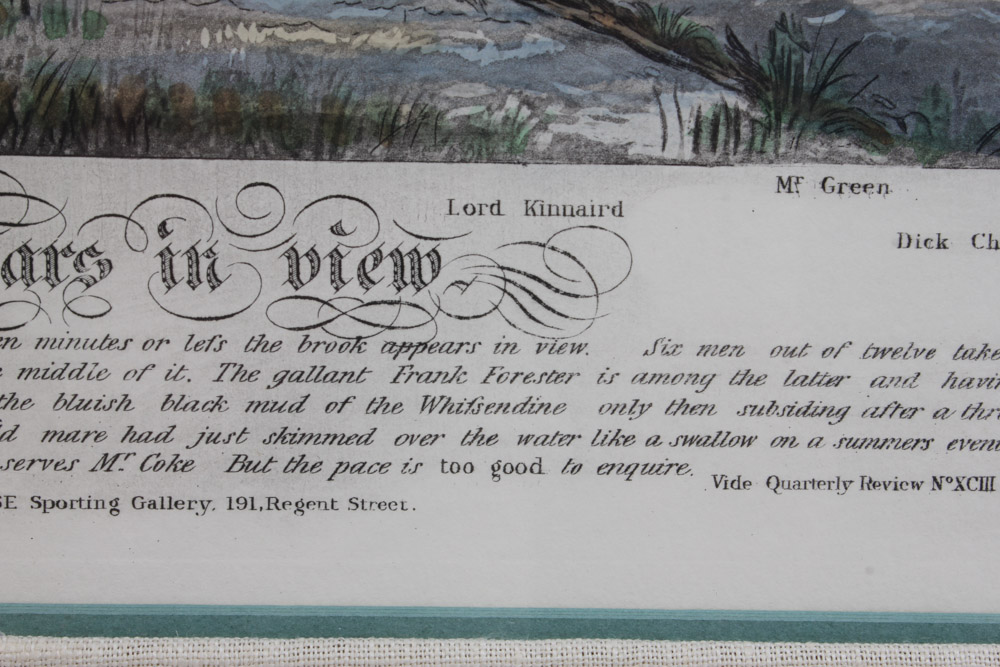 Mr Green
Lord Kinnaird
Dick Ch
ars in view
en minutes or leſs the brook appears in view. Six men out of twelve take
middle of it. The gallant Frank Forester is among the latter and havin
the bluish black mud of the Whiſsendine only then subsiding after a thr
d mare had just skimmed over the water like a swallow on a summers eveni
serves Mr Coke But the pace is too good to enquire.
Vide Quarterly Review No XCIII
SE Sporting Gallery, 191, Regent Street.